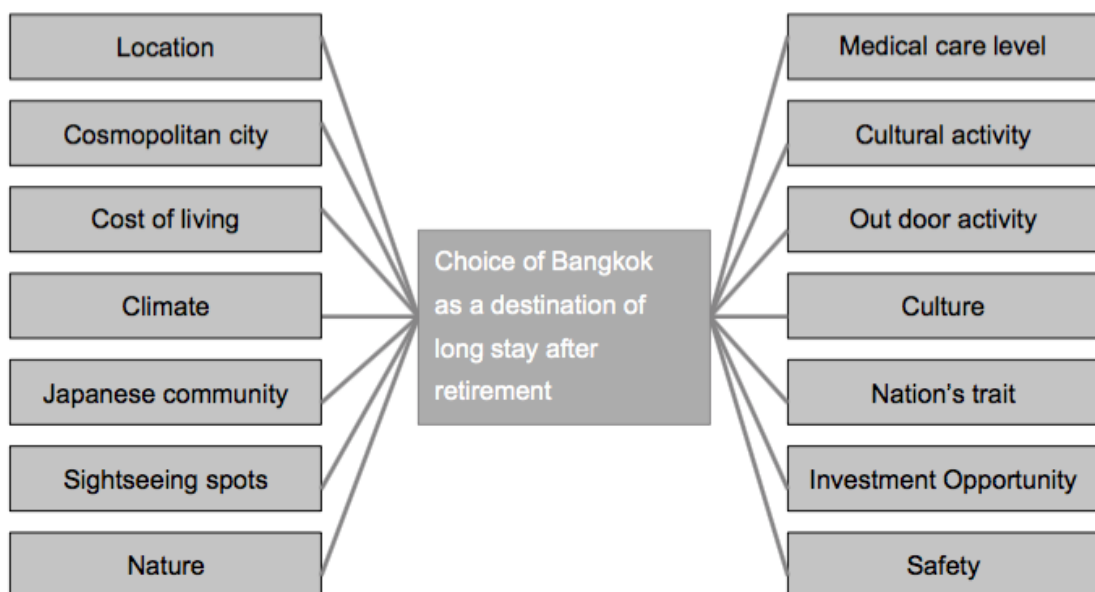 Location
Cosmopolitan city
Cost of living
Climate
Japanese community
Sightseeing spots
Nature
Choice of Bangkok
as a destination of
long stay after
retirement
Medical care level
Cultural activity
Out door activity
Culture
Nation's trait
Investment Opportunity
Safety